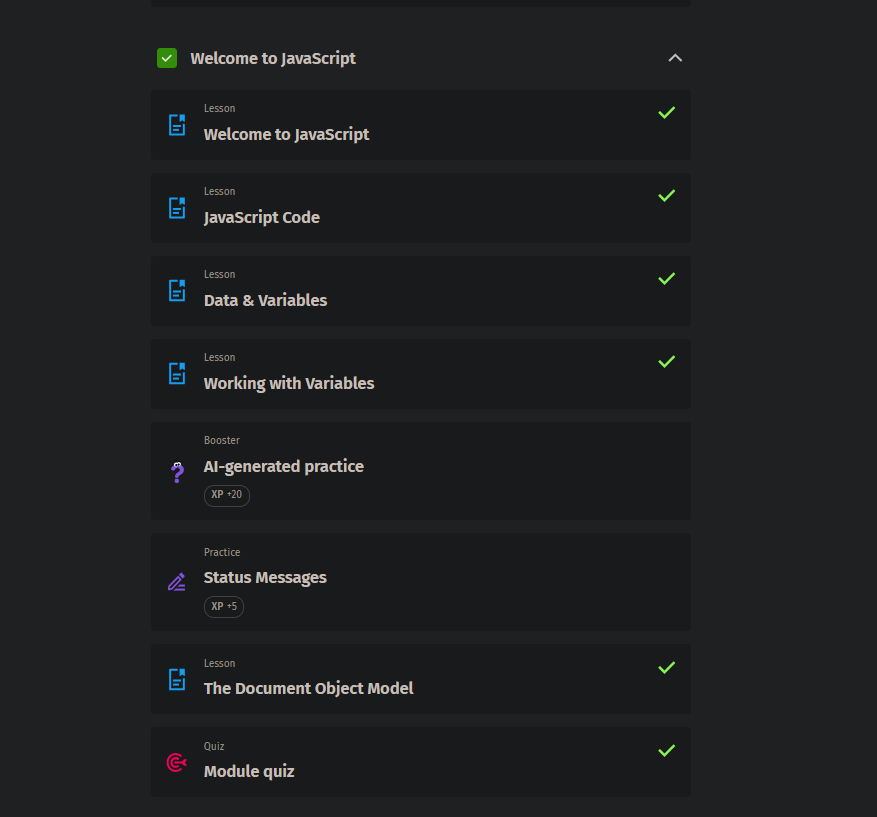 Welcome to JavaScript
Lesson
Welcome to JavaScript
Lesson
JavaScript Code
Lesson
Data & Variables
Lesson
Working with Variables
Booster
AI-generated practice
XP +20
Practice
Status Messages
XP +5
Lesson
The Document Object Model
Quiz
Module quiz